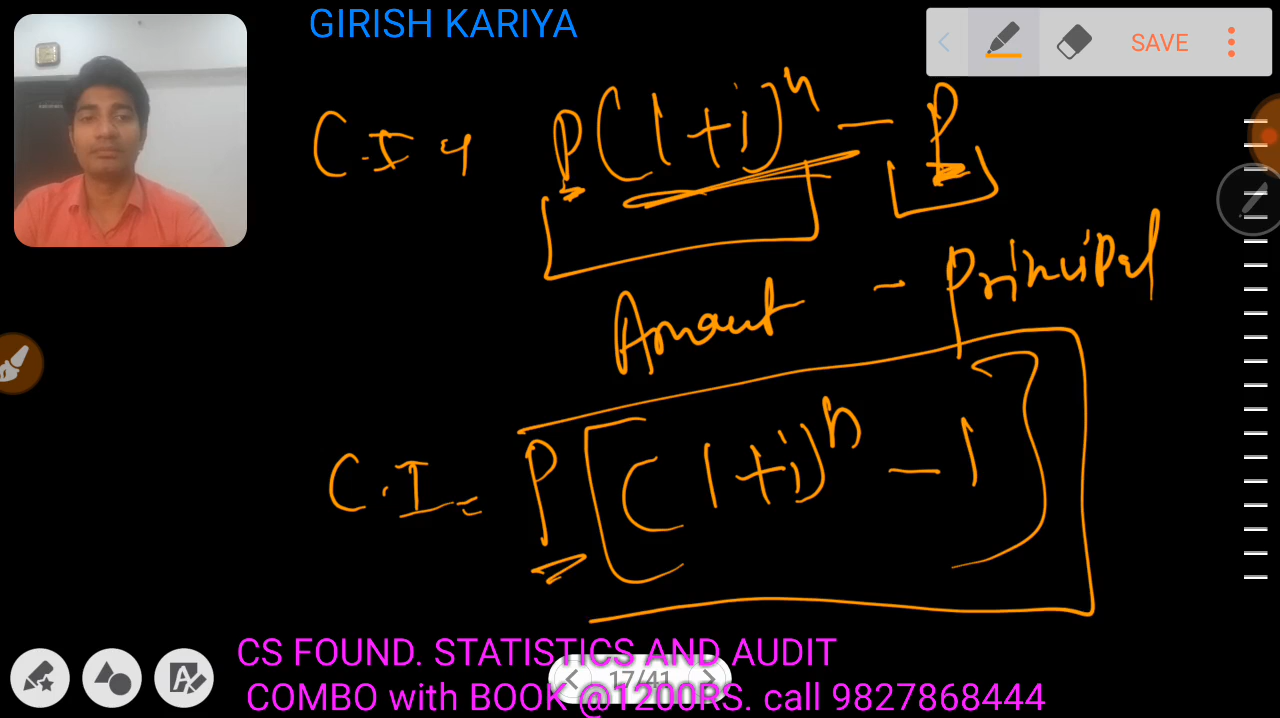 GIRISH KARIYA
SAVE
C.I = P(1+i)^n - P
Amount - Principal
C.I = P[(1+i)^n - 1]
CS FOUND. STATISTICS AND AUDIT
17/41
COMBO with BOOK @1200RS. call 9827868444